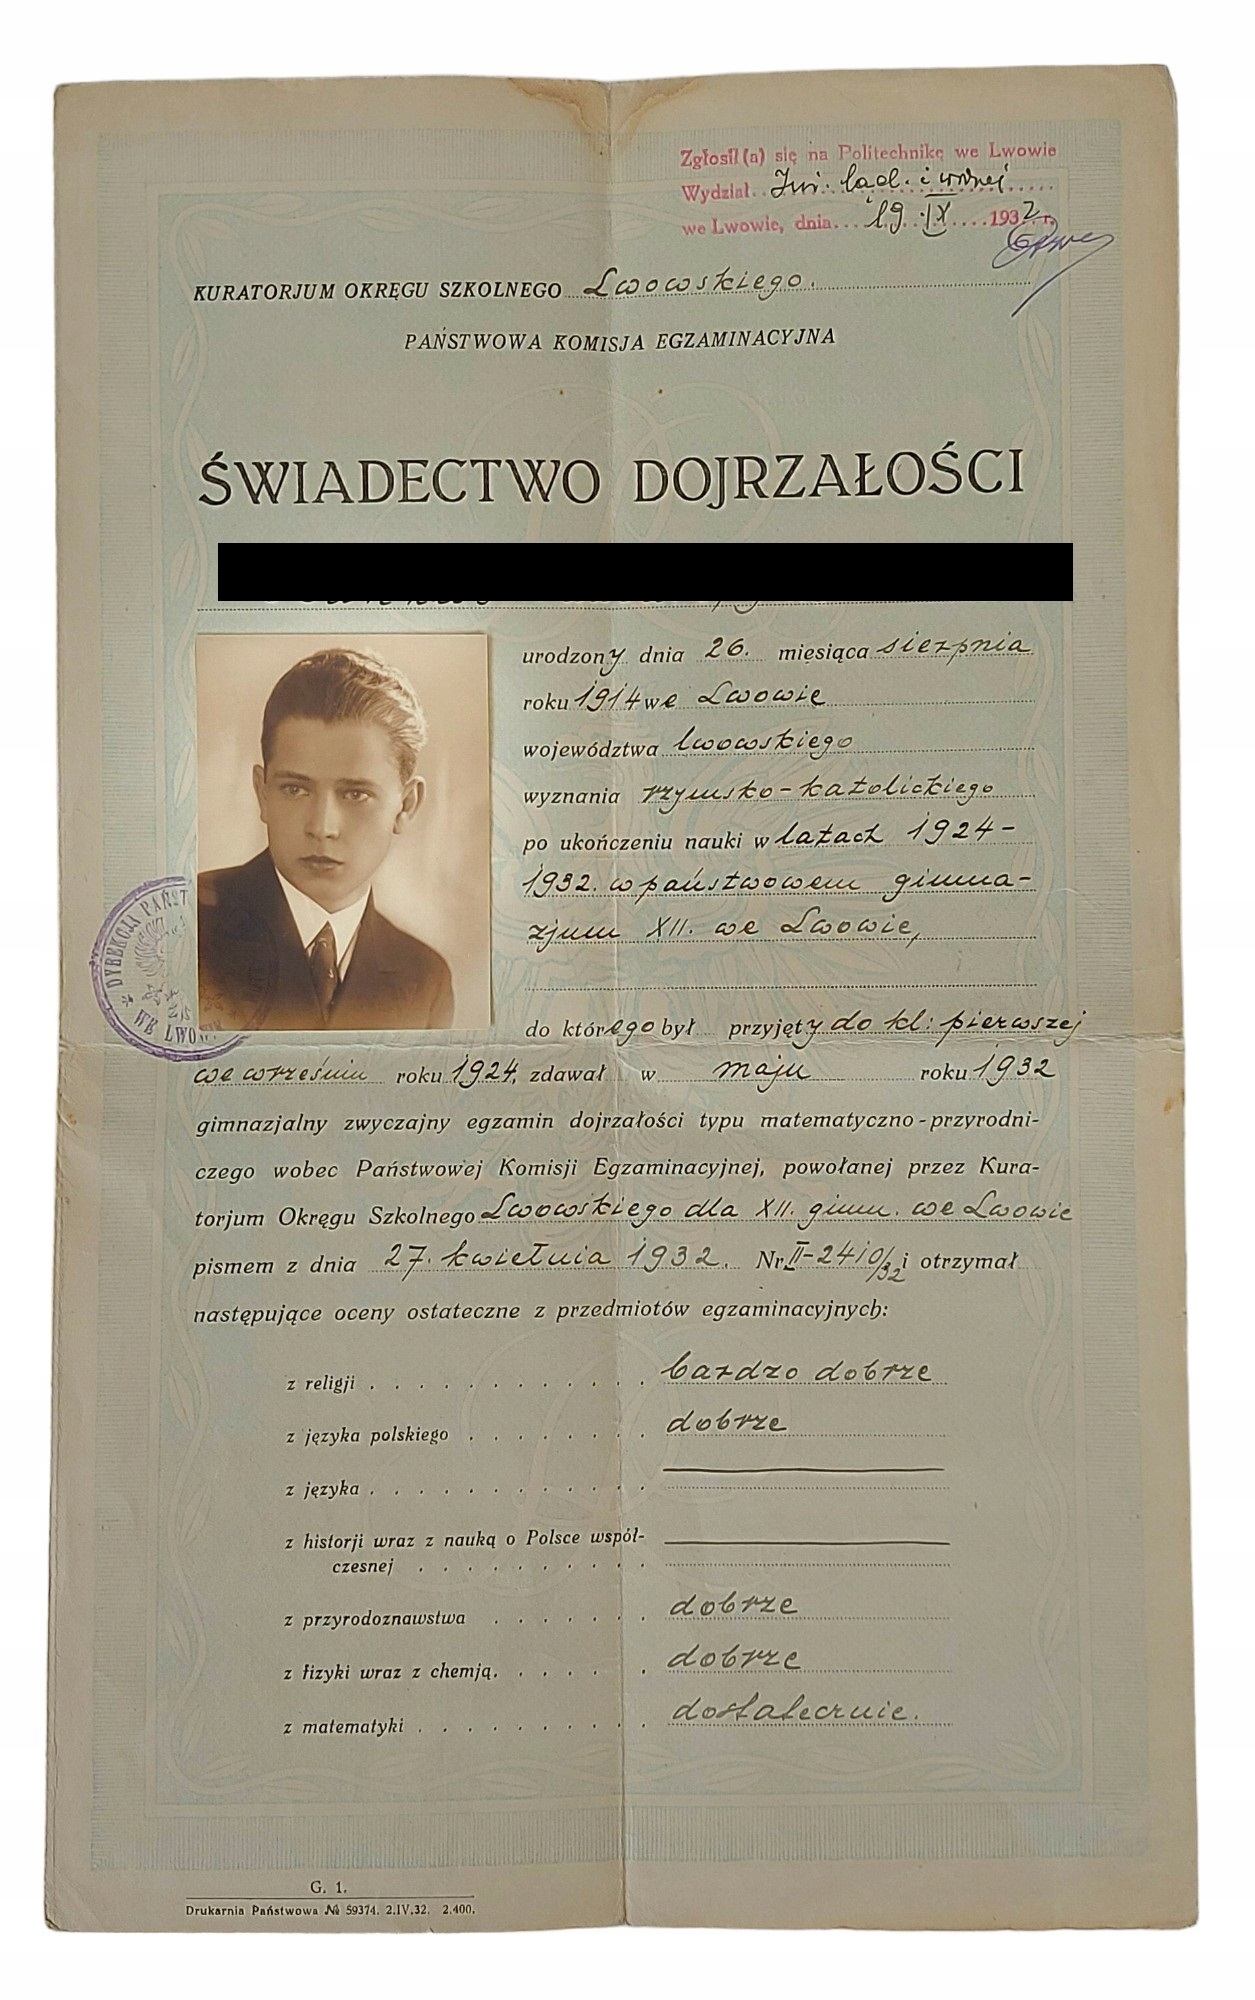 Zgłosił(a) się na Politechnikę we Lwowie
Wydział.. Inż. ląd. i wodnej
we Lwowie, dnia... 19. IX ....1932 r.
KURATORJUM OKRĘGU SZKOLNEGO Lwowskiego.
PAŃSTWOWA KOMISJA EGZAMINACYJNA
ŚWIADECTWO DOJRZAŁOŚCI
urodzony dnia 26. miesiąca sierpnia
roku 1914 we Lwowie
województwa lwowskiego
wyznania rzymsko-katolickiego
po ukończeniu nauki w latach 1924-
1932. w państwowem gimna-
zjum XII. we Lwowie,
do którego był przyjęty do kl: pierwszej
we wrześniu roku 1924, zdawał w maju roku 1932
gimnazjalny zwyczajny egzamin dojrzałości typu matematyczno-przyrodni-
czego wobec Państwowej Komisji Egzaminacyjnej, powołanej przez Kura-
torjum Okręgu Szkolnego Lwowskiego dla XII. gimn. we Lwowie
pismem z dnia 27. kwietnia 1932. Nr II-2410/32 i otrzymał
następujące oceny ostateczne z przedmiotów egzaminacyjnych:
z religji . . . . . . . . . . . . bardzo dobrze
z języka polskiego . . . . . . . . dobrze
z języka . . . . . . . . . . . .
z historji wraz z nauką o Polsce współ-
czesnej . . . . . . . . . .
z przyrodoznawstwa . . . . . . . dobrze
z fizyki wraz z chemją. . . . . . . dobrze
z matematyki . . . . . . . . . . dostatecznie.
DYREKCJA PAŃST
WE LWOW
G. 1.
Drukarnia Państwowa № 59374. 2.IV.32. 2.400.